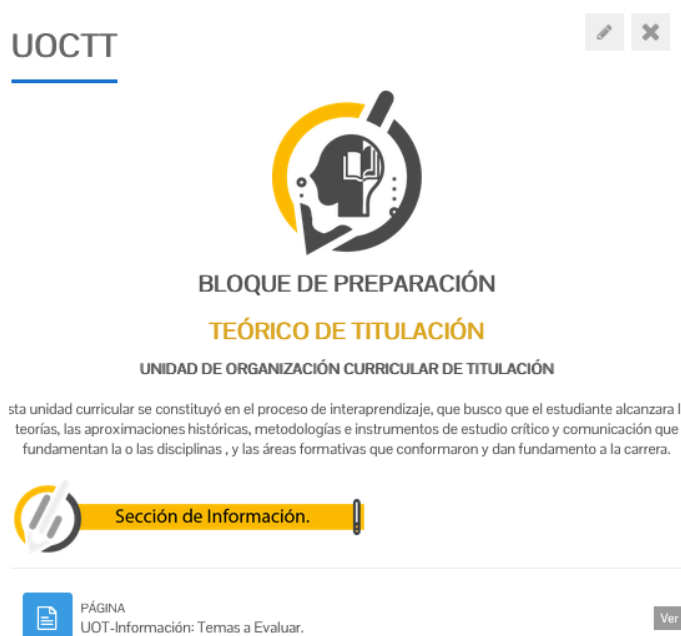 UOCTT
BLOQUE DE PREPARACIÓN
TEÓRICO DE TITULACIÓN
UNIDAD DE ORGANIZACIÓN CURRICULAR DE TITULACIÓN
sta unidad curricular se constituyó en el proceso de interaprendizaje, que busco que el estudiante alcanzara l
teorías, las aproximaciones históricas, metodologías e instrumentos de estudio crítico y comunicación que
fundamentan la o las disciplinas , y las áreas formativas que conformaron y dan fundamento a la carrera.
Sección de Información.
PÁGINA
UOT-Información: Temas a Evaluar.
Ver